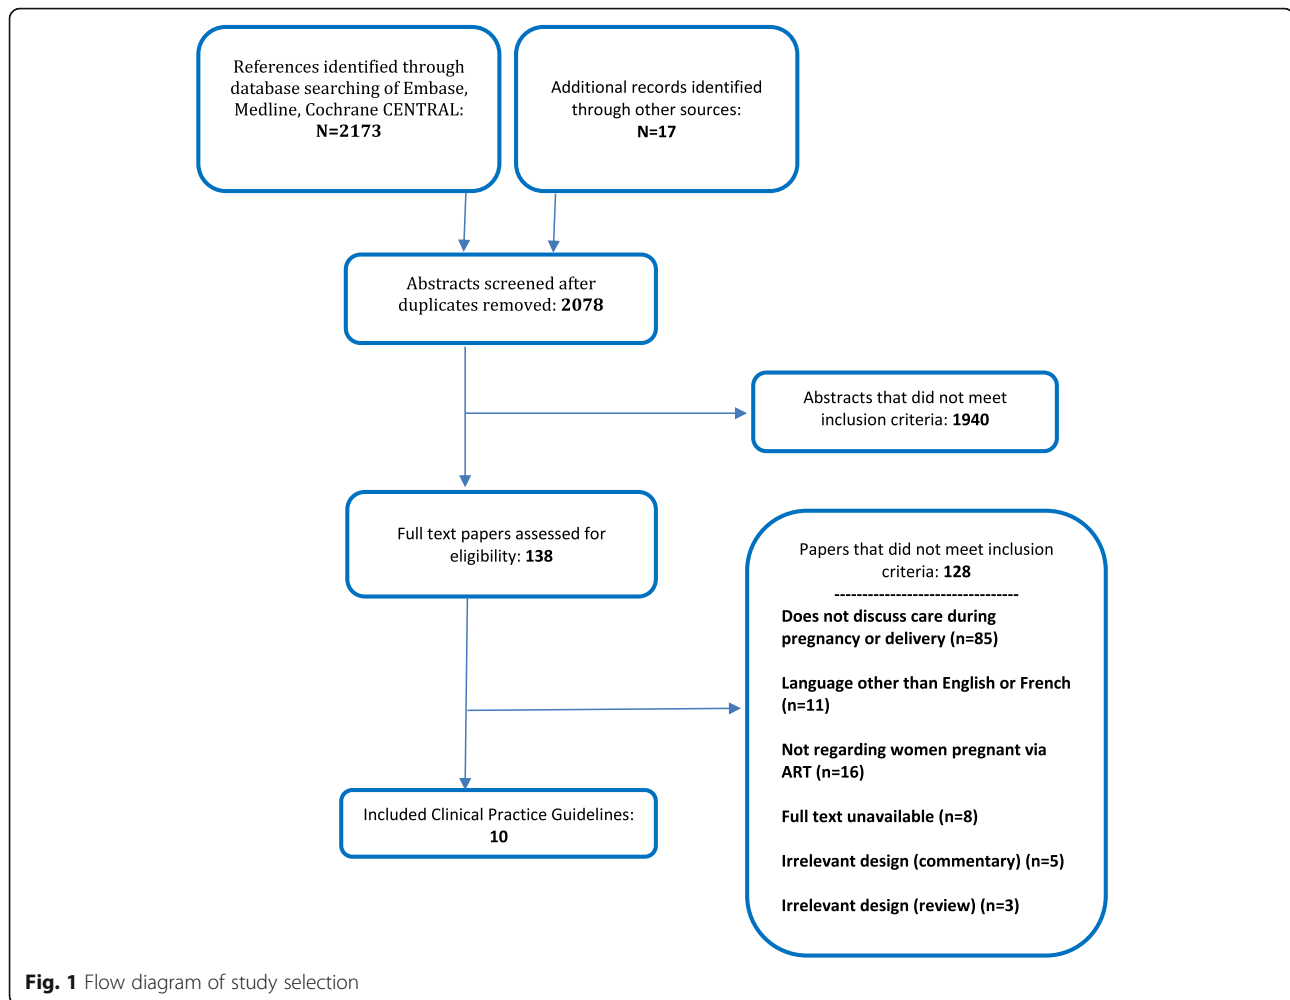 References identified through
database searching of Embase,
Medline, Cochrane CENTRAL:
N=2173
Additional records identified
through other sources:
N=17
Abstracts screened after
duplicates removed: 2078
Abstracts that did not meet
inclusion criteria: 1940
Full text papers assessed for
eligibility: 138
Papers that did not meet inclusion
criteria: 128
---------------------------------
Does not discuss care during
pregnancy or delivery (n=85)
Language other than English or French
(n=11)
Not regarding women pregnant via
ART (n=16)
Full text unavailable (n=8)
Irrelevant design (commentary) (n=5)
Irrelevant design (review) (n=3)
Included Clinical Practice Guidelines:
10
Fig. 1 Flow diagram of study selection